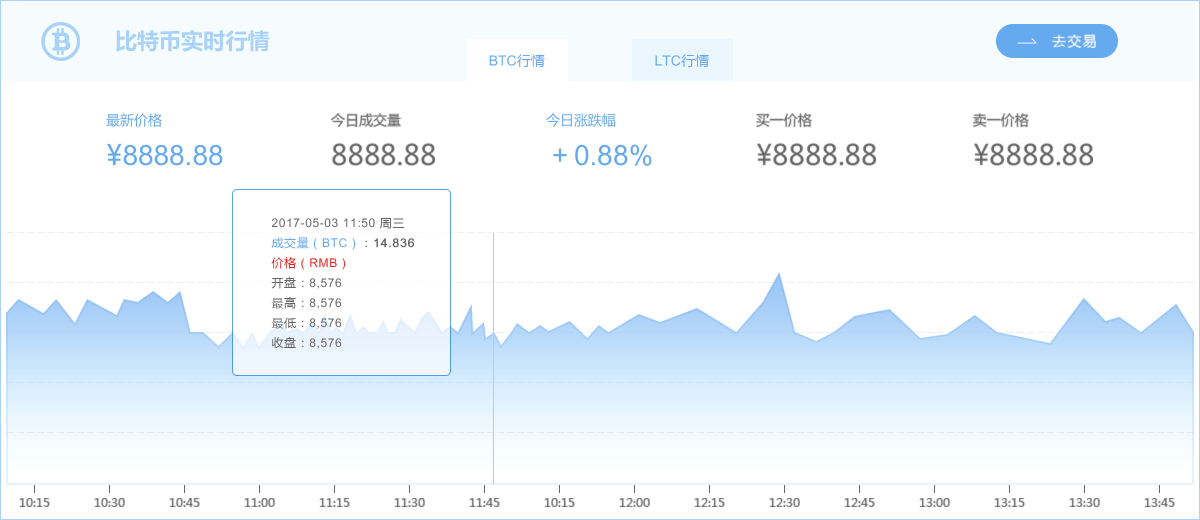 比特币实时行情
BTC行情
LTC行情
去交易
最新价格
今日成交量
今日涨跌幅
买一价格
卖一价格
¥8888.88
8888.88
+ 0.88%
¥8888.88
¥8888.88
2017-05-03 11:50 周三
成交量 ( BTC ) : 14.836
价格 ( RMB )
开盘 : 8,576
最高 : 8,576
最低 : 8,576
收盘 : 8,576
10:15 10:30 10:45 11:00 11:15 11:30 11:45 10:15 12:00 12:15 12:30 12:45 13:00 13:15 13:30 13:45